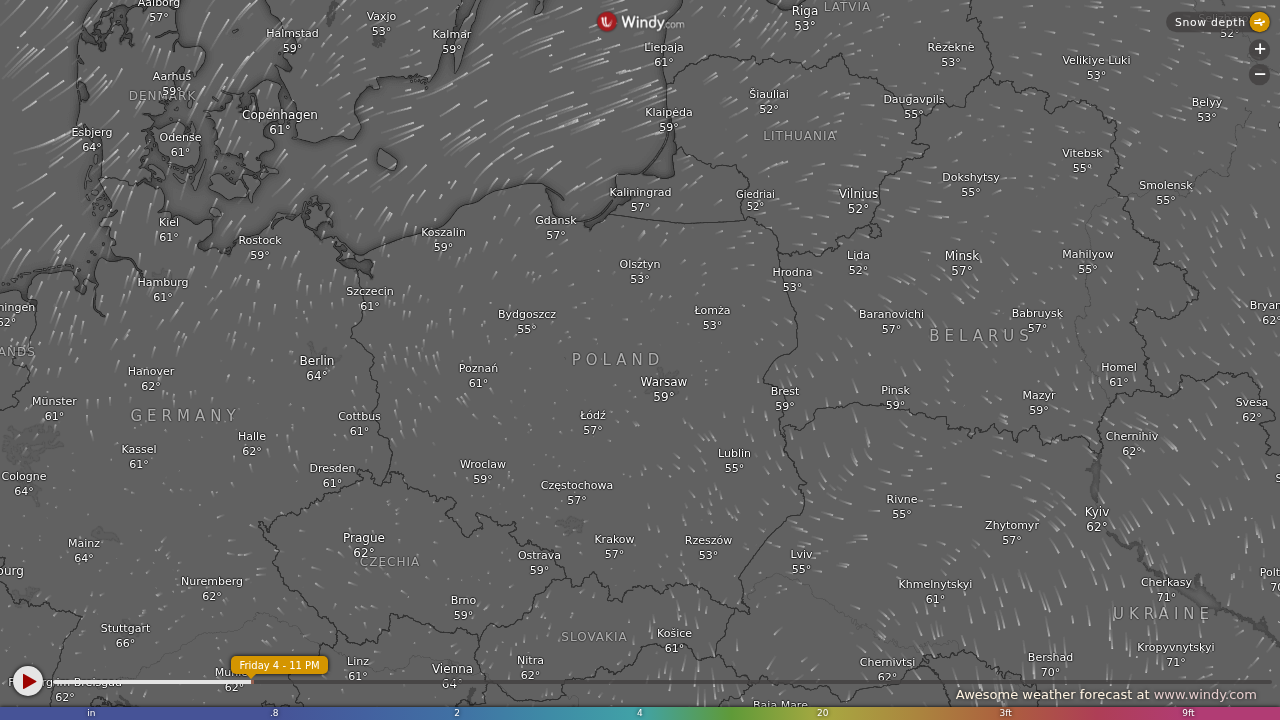 Aalborg
57°
Vaxjo
53°
Windy.com
Riga
53°
LATVIA
Snow depth
52°
Halmstad
59°
Kalmar
59°
Liepaja
61°
Rēzekne
53°
Velikiye Luki
53°
+
−
Aarhus
59°
DENMARK
Šiauliai
52°
Daugavpils
55°
Belyy
53°
Copenhagen
61°
Klaipėda
59°
LITHUANIA
Esbjerg
64°
Odense
61°
Vitebsk
55°
Dokshytsy
55°
Smolensk
55°
Kaliningrad
57°
Giedriai
52°
Vilnius
52°
Kiel
61°
Gdansk
57°
Koszalin
59°
Rostock
59°
Lida
52°
Minsk
57°
Mahilyow
55°
Olsztyn
53°
Hrodna
53°
Hamburg
61°
Szczecin
61°
Bydgoszcz
55°
Łomża
53°
Baranovichi
57°
Babruysk
57°
BELARUS
POLAND
Berlin
64°
Poznań
61°
Hanover
62°
Warsaw
59°
Homel
61°
Brest
59°
Pinsk
59°
Mazyr
59°
Svesa
62°
Münster
61°
GERMANY
Cottbus
61°
Łódź
57°
Halle
62°
Kassel
61°
Chernihiv
62°
Lublin
55°
Dresden
61°
Wroclaw
59°
Cologne
64°
Częstochowa
57°
Rivne
55°
Kyiv
62°
Zhytomyr
57°
Mainz
64°
Prague
62°
CZECHIA
Ostrava
59°
Krakow
57°
Rzeszów
53°
Lviv
55°
Nuremberg
62°
Khmelnytskyi
61°
Cherkasy
71°
Brno
59°
UKRAINE
Stuttgart
66°
SLOVAKIA
Košice
61°
Kropyvnytskyi
71°
Friday 4 - 11 PM
Linz
61°
Vienna
64°
Nitra
62°
Chernivtsi
62°
Bershad
70°
62°
62°
Awesome weather forecast at www.windy.com
in
.8
2
4
20
3ft
9ft